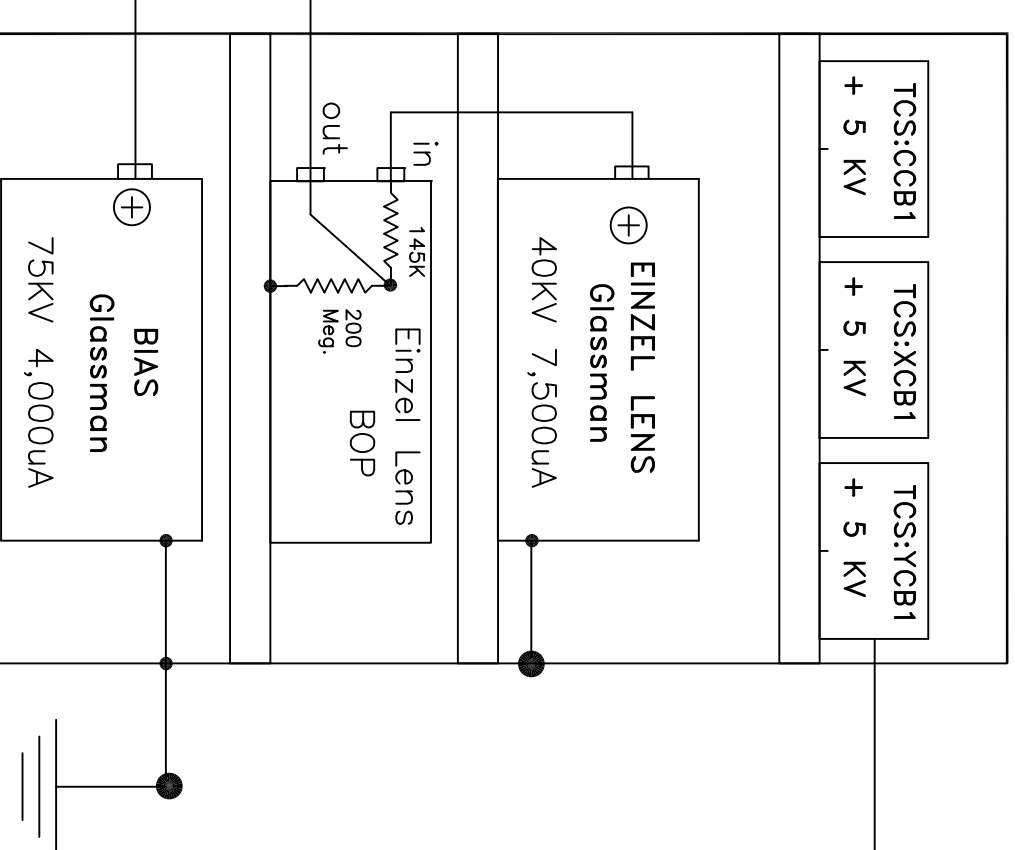 TCS:CCB1
+ 5 KV
TCS:XCB1
+ 5 KV
TCS:YCB1
+ 5 KV
EINZEL LENS
Glassman
40KV 7,500uA
in
out
145K
200
Meg.
Einzel Lens
BOP
BIAS
Glassman
75KV 4,000uA